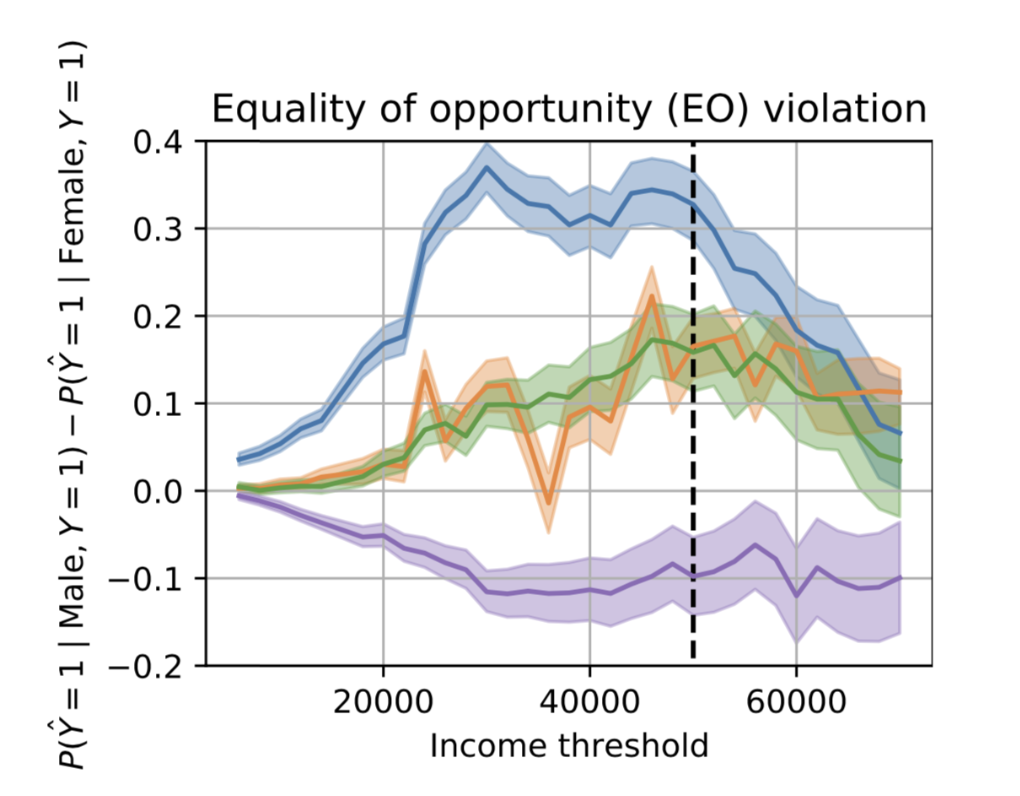 Equality of opportunity (EO) violation
P(Ŷ = 1 | Male, Y = 1) − P(Ŷ = 1 | Female, Y = 1)
0.4
0.3
0.2
0.1
0.0
−0.1
−0.2
20000 40000 60000
Income threshold